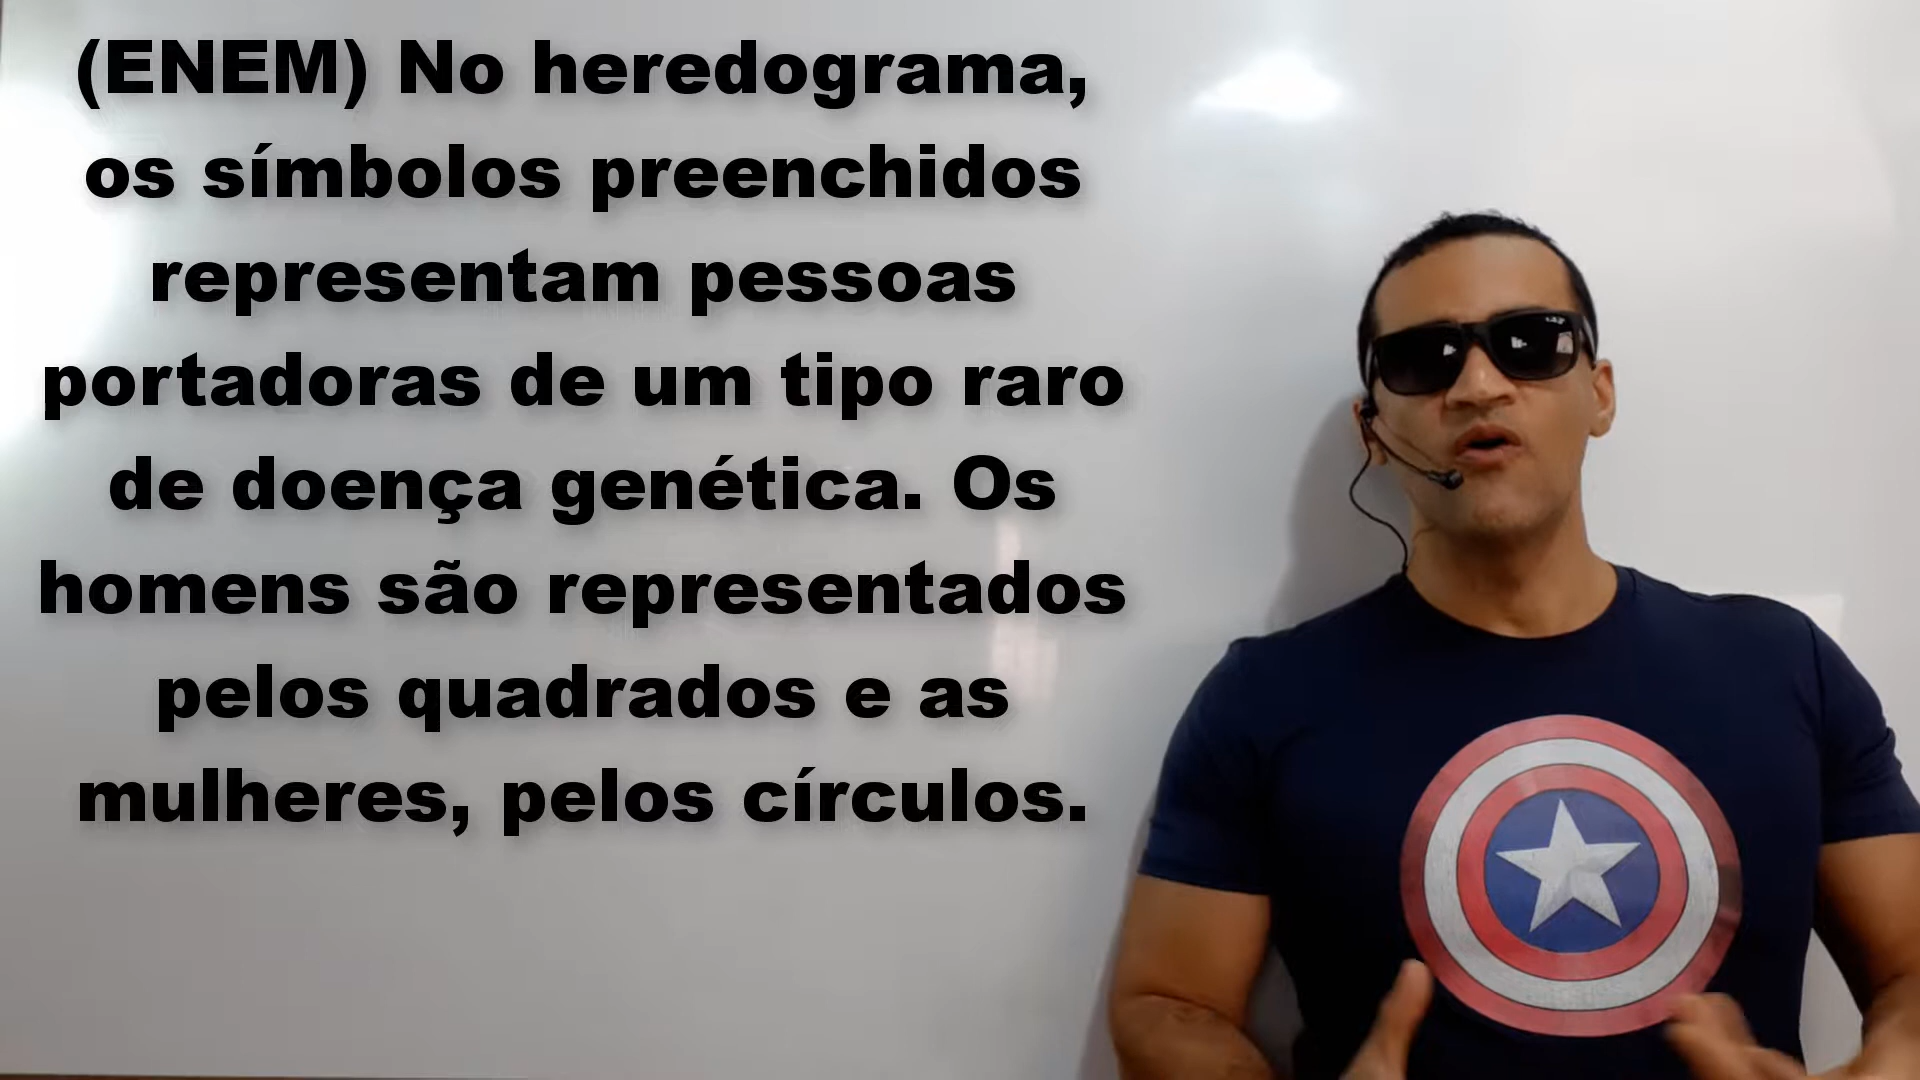 (ENEM) No heredograma,
os símbolos preenchidos
representam pessoas
portadoras de um tipo raro
de doença genética. Os
homens são representados
pelos quadrados e as
mulheres, pelos círculos.